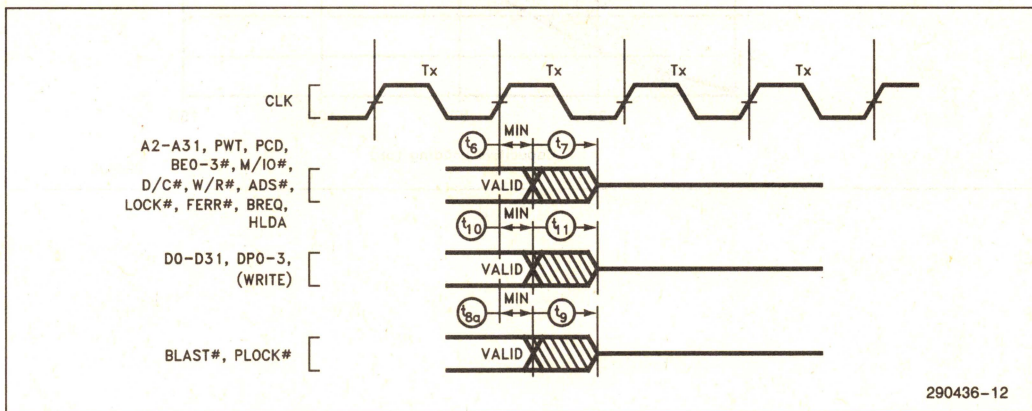 Tx Tx Tx Tx
CLK
A2-A31, PWT, PCD,
BE0-3#, M/IO#,
D/C#, W/R#, ADS#,
LOCK#, FERR#, BREQ,
HLDA
t6 MIN t7
VALID
t10 MIN t11
D0-D31, DP0-3,
(WRITE)
VALID
t8a MIN t9
BLAST#, PLOCK#
VALID
290436-12